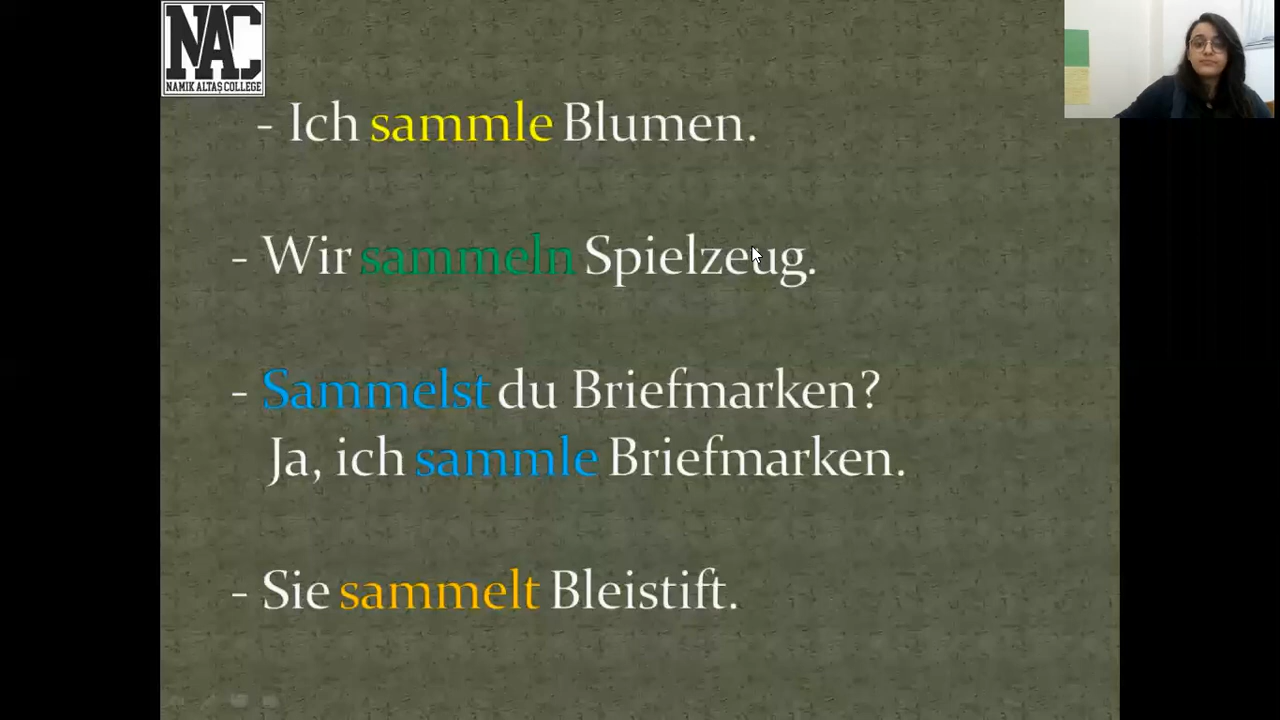 NAC
NAMIK ALTAŞ COLLEGE
- Ich sammle Blumen.
- Wir sammeln Spielzeug.
- Sammelst du Briefmarken?
Ja, ich sammle Briefmarken.
- Sie sammelt Bleistift.